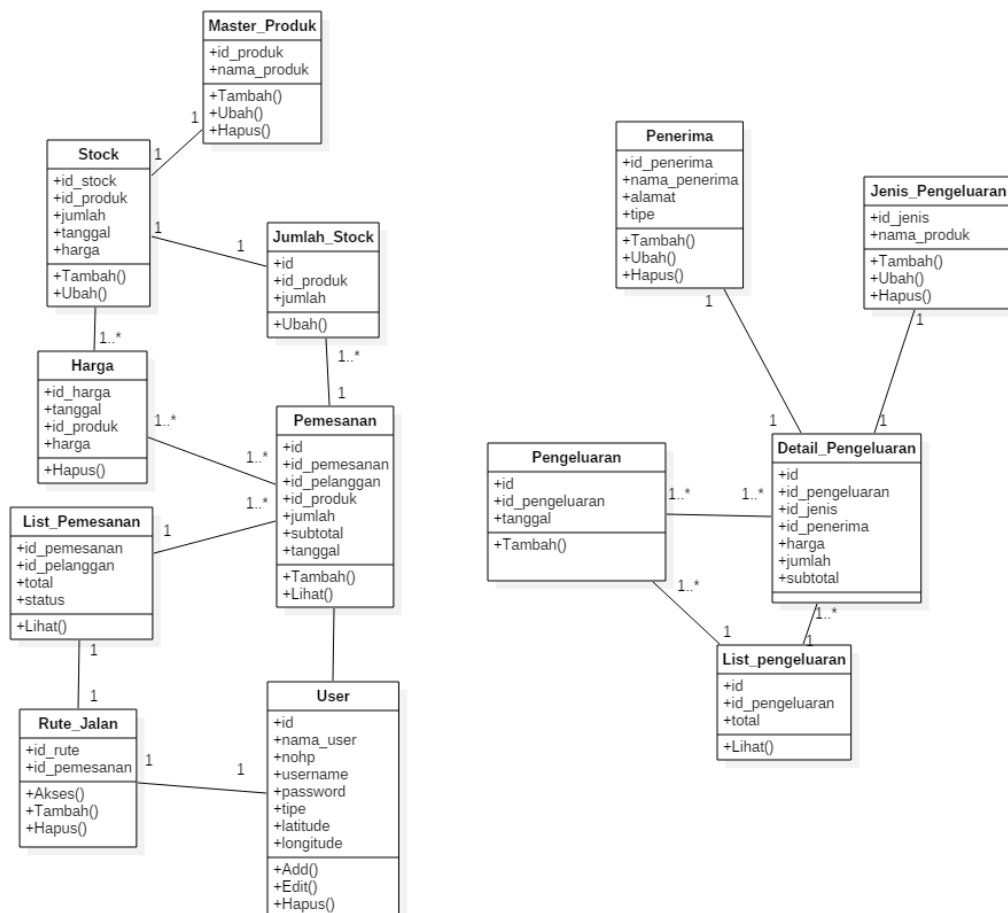 Master_Produk
+id_produk
+nama_produk
+Tambah()
+Ubah()
+Hapus()
1
1
Stock
+id_stock
+id_produk
+jumlah
+tanggal
+harga
+Tambah()
+Ubah()
1
1
Jumlah_Stock
+id
+id_produk
+jumlah
+Ubah()
1..*
1..*
1
Harga
+id_harga
+tanggal
+id_produk
+harga
+Hapus()
1..*
1..*
Pemesanan
+id
+id_pemesanan
+id_pelanggan
+id_produk
+jumlah
+subtotal
+tanggal
+Tambah()
+Lihat()
1..*
1
List_Pemesanan
+id_pemesanan
+id_pelanggan
+total
+status
+Lihat()
1
1
Rute_Jalan
+id_rute
+id_pemesanan
+Akses()
+Tambah()
+Hapus()
1
1
User
+id
+nama_user
+nohp
+username
+password
+tipe
+latitude
+longitude
+Add()
+Edit()
+Hapus()
Penerima
+id_penerima
+nama_penerima
+alamat
+tipe
+Tambah()
+Ubah()
+Hapus()
1
Jenis_Pengeluaran
+id_jenis
+nama_produk
+Tambah()
+Ubah()
+Hapus()
1
1
1
Pengeluaran
+id
+id_pengeluaran
+tanggal
+Tambah()
1..*
1..*
Detail_Pengeluaran
+id
+id_pengeluaran
+id_jenis
+id_penerima
+harga
+jumlah
+subtotal
1..*
1..*
1
1
List_pengeluaran
+id
+id_pengeluaran
+total
+Lihat()